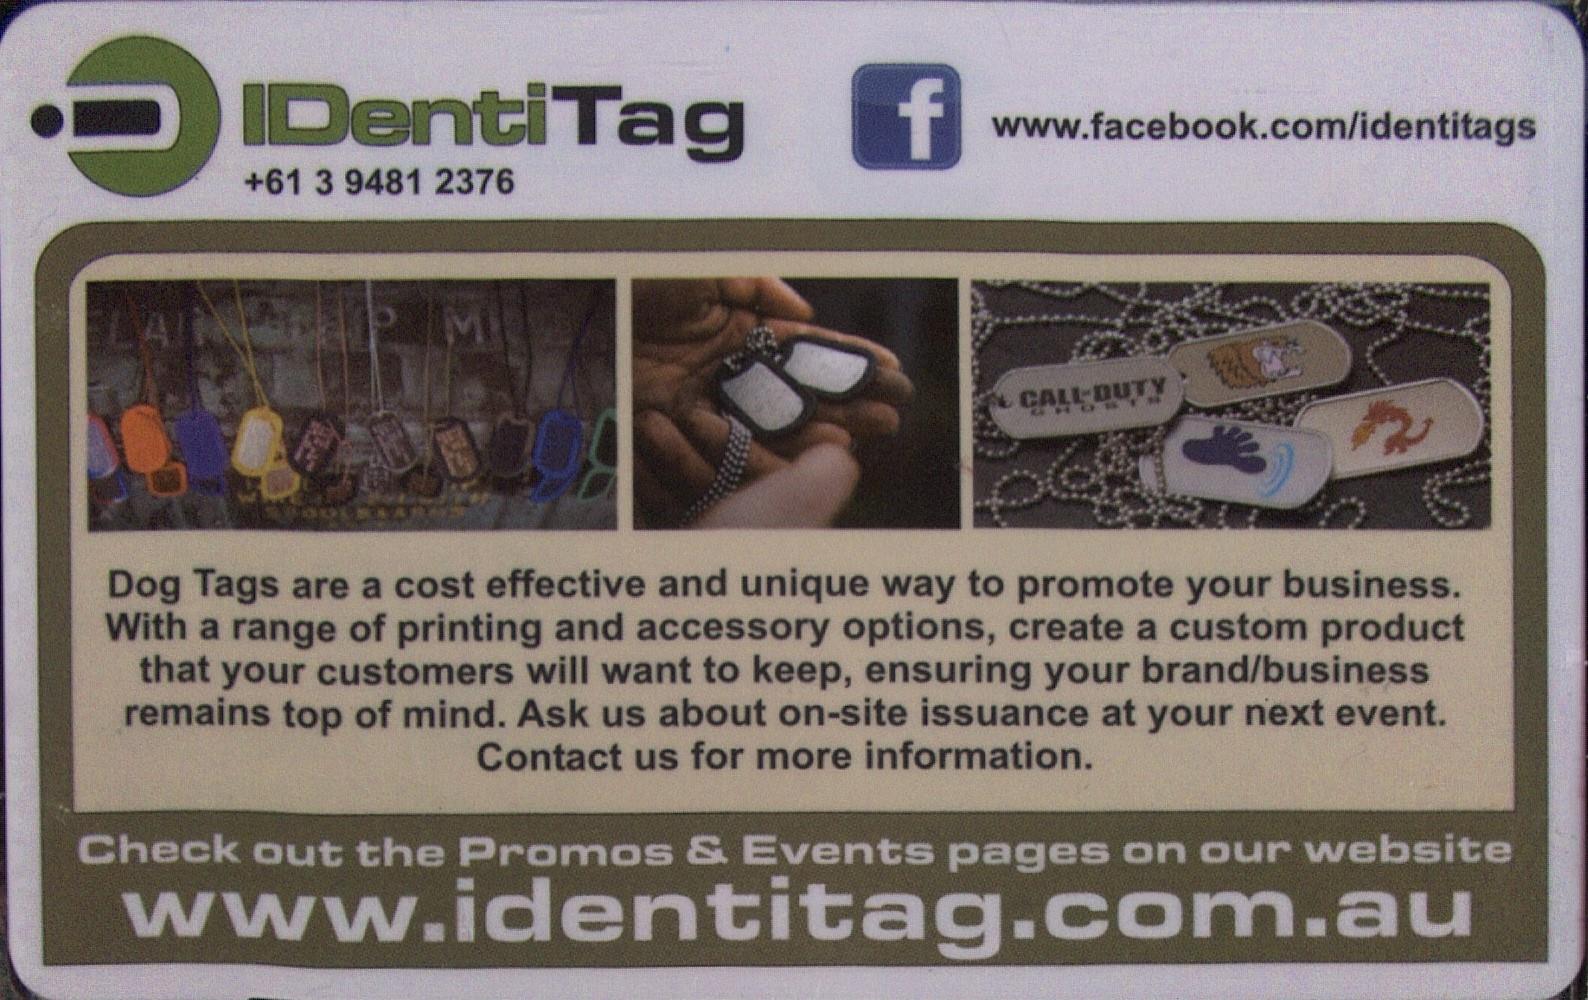 IDentiTag
+61 3 9481 2376
f
www.facebook.com/identitags
CALL OF DUTY
GHOSTS
Dog Tags are a cost effective and unique way to promote your business.
With a range of printing and accessory options, create a custom product
that your customers will want to keep, ensuring your brand/business
remains top of mind. Ask us about on-site issuance at your next event.
Contact us for more information.
Check out the Promos & Events pages on our website
www.identitag.com.au